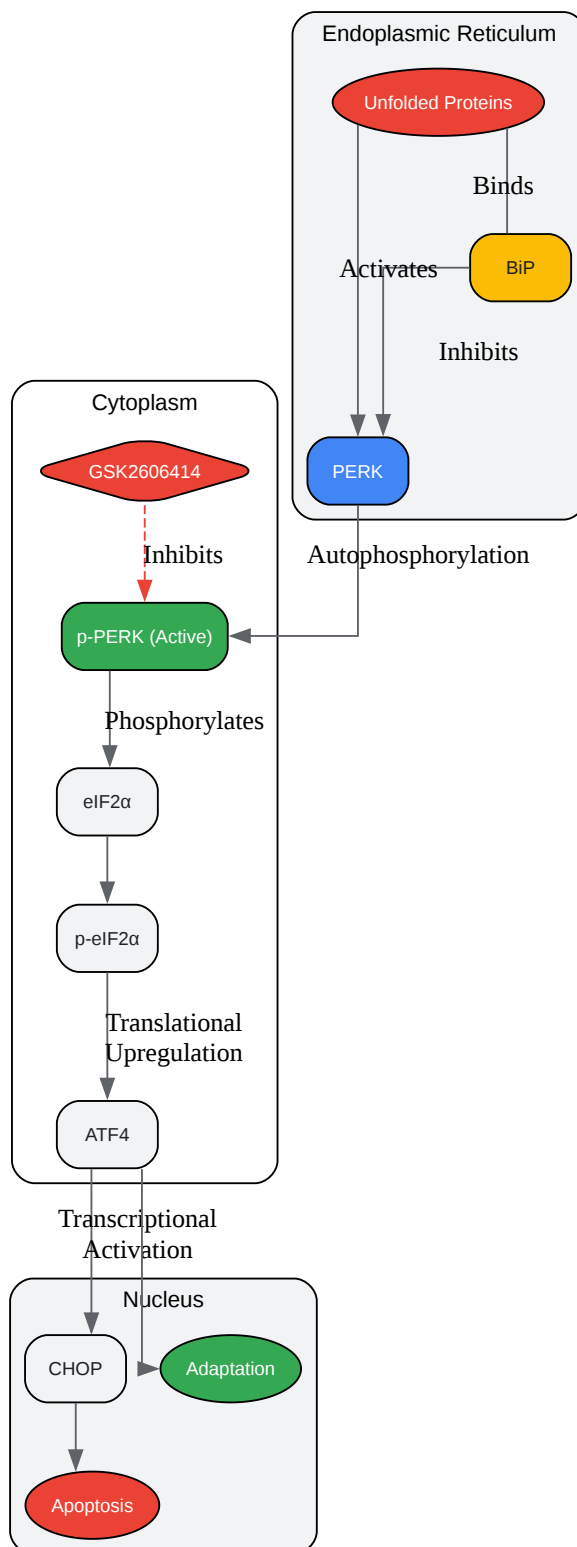 Endoplasmic Reticulum
Unfolded Proteins
Binds
Activates
BiP
Inhibits
PERK
Cytoplasm
GSK2606414
Inhibits
Autophosphorylation
p-PERK (Active)
Phosphorylates
eIF2α
p-eIF2α
Translational
Upregulation
ATF4
Transcriptional
Activation
Nucleus
CHOP
Adaptation
Apoptosis